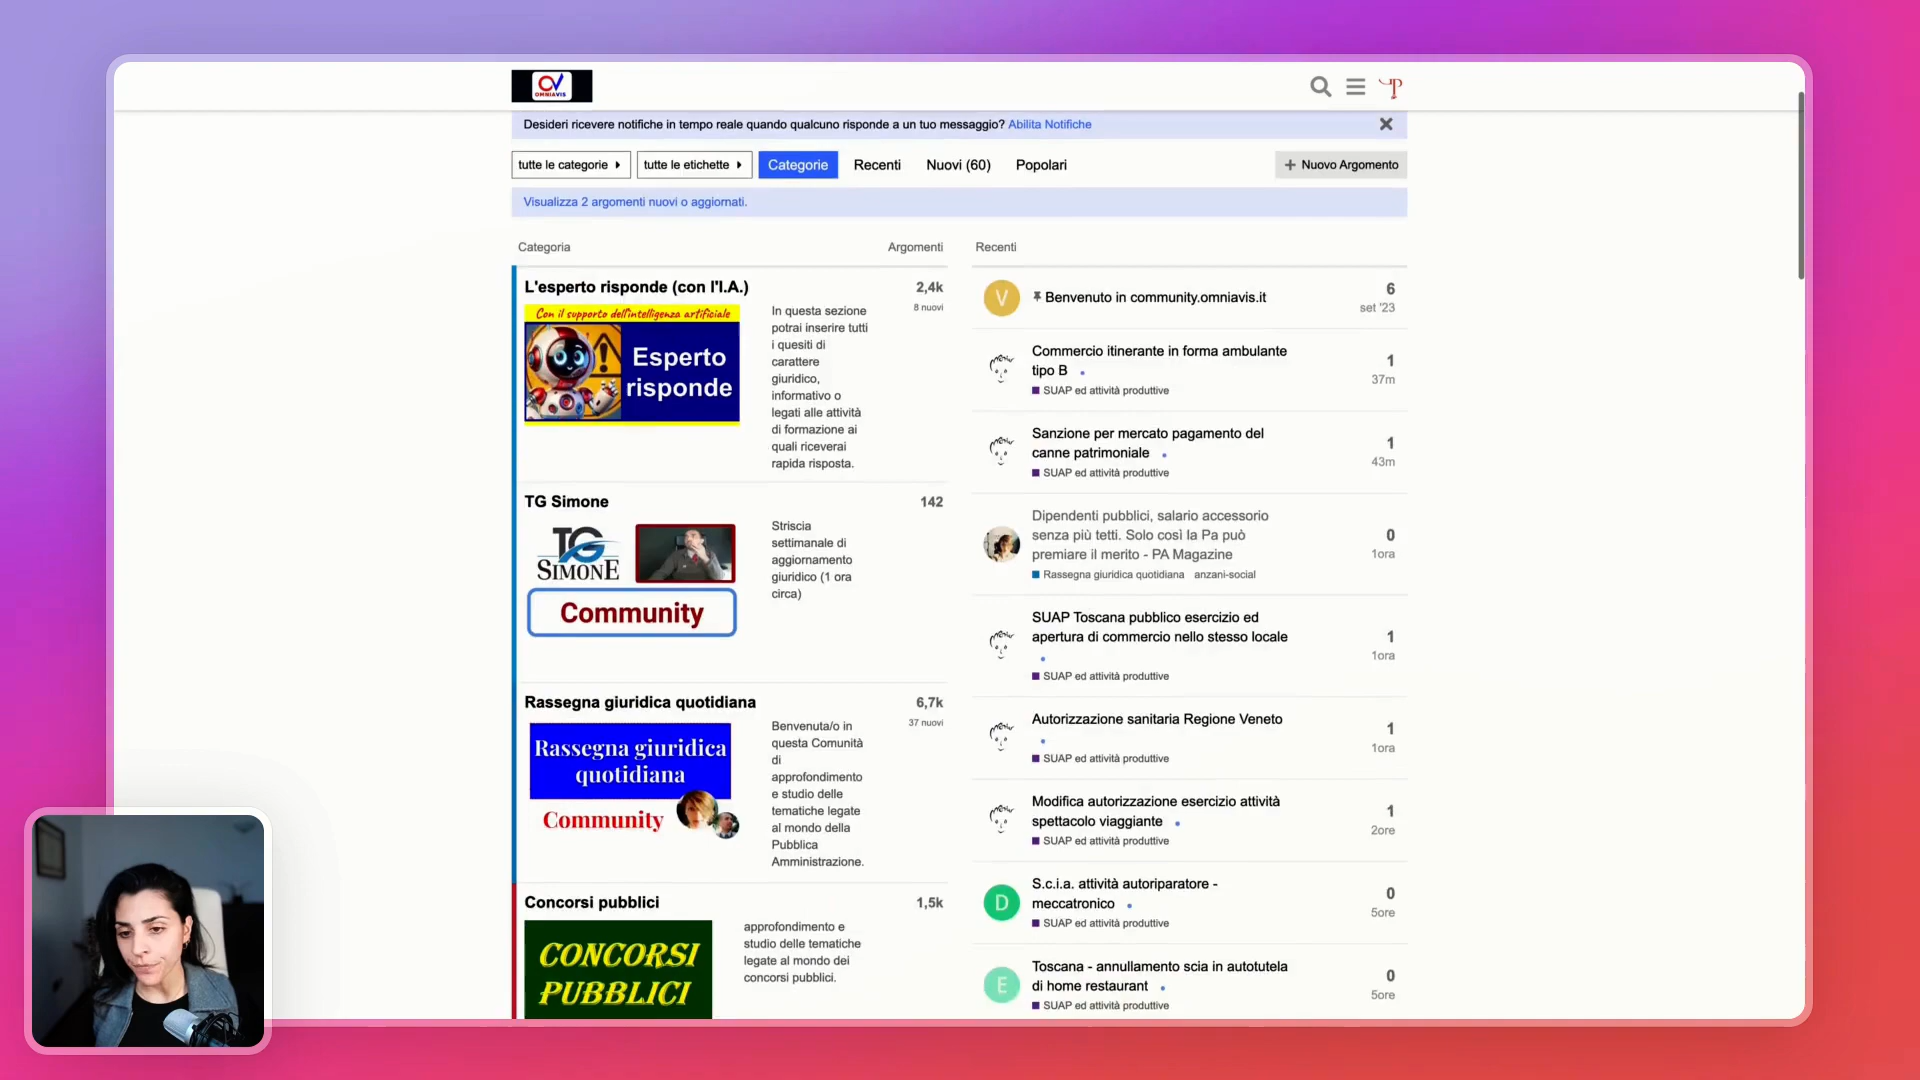 OV
OMNIAVIS
Desideri ricevere notifiche in tempo reale quando qualcuno risponde a un tuo messaggio? Abilita Notifiche
tutte le categorie
tutte le etichette
Categorie
Recenti
Nuovi (60)
Popolari
+ Nuovo Argomento
Visualizza 2 argomenti nuovi o aggiornati.
Categoria
Argomenti
L'esperto risponde (con l'I.A.)
2,4k
8 nuovi
Con il supporto dell'intelligenza artificiale
Esperto
risponde
In questa sezione
potrai inserire tutti
i quesiti di
carattere
giuridico,
informativo o
legati alle attività
di formazione ai
quali riceverai
rapida risposta.
TG Simone
142
TG
SIMONE
Community
Striscia
settimanale di
aggiornamento
giuridico (1 ora
circa)
Rassegna giuridica quotidiana
6,7k
37 nuovi
Rassegna giuridica
quotidiana
Community
Benvenuta/o in
questa Comunità
di
approfondimento
e studio delle
tematiche legate
al mondo della
Pubblica
Amministrazione.
Concorsi pubblici
1,5k
CONCORSI
PUBBLICI
approfondimento e
studio delle tematiche
legate al mondo dei
concorsi pubblici.
Recenti
V
Benvenuto in community.omniavis.it
6
set '23
Commercio itinerante in forma ambulante
tipo B
SUAP ed attività produttive
1
37m
Sanzione per mercato pagamento del
canne patrimoniale
SUAP ed attività produttive
1
43m
Dipendenti pubblici, salario accessorio
senza più tetti. Solo così la Pa può
premiare il merito - PA Magazine
Rassegna giuridica quotidiana anzani-social
0
1ora
SUAP Toscana pubblico esercizio ed
apertura di commercio nello stesso locale
SUAP ed attività produttive
1
1ora
Autorizzazione sanitaria Regione Veneto
SUAP ed attività produttive
1
1ora
Modifica autorizzazione esercizio attività
spettacolo viaggiante
SUAP ed attività produttive
1
2ore
D
S.c.i.a. attività autoriparatore -
meccatronico
SUAP ed attività produttive
0
5ore
E
Toscana - annullamento scia in autotutela
di home restaurant
SUAP ed attività produttive
0
5ore